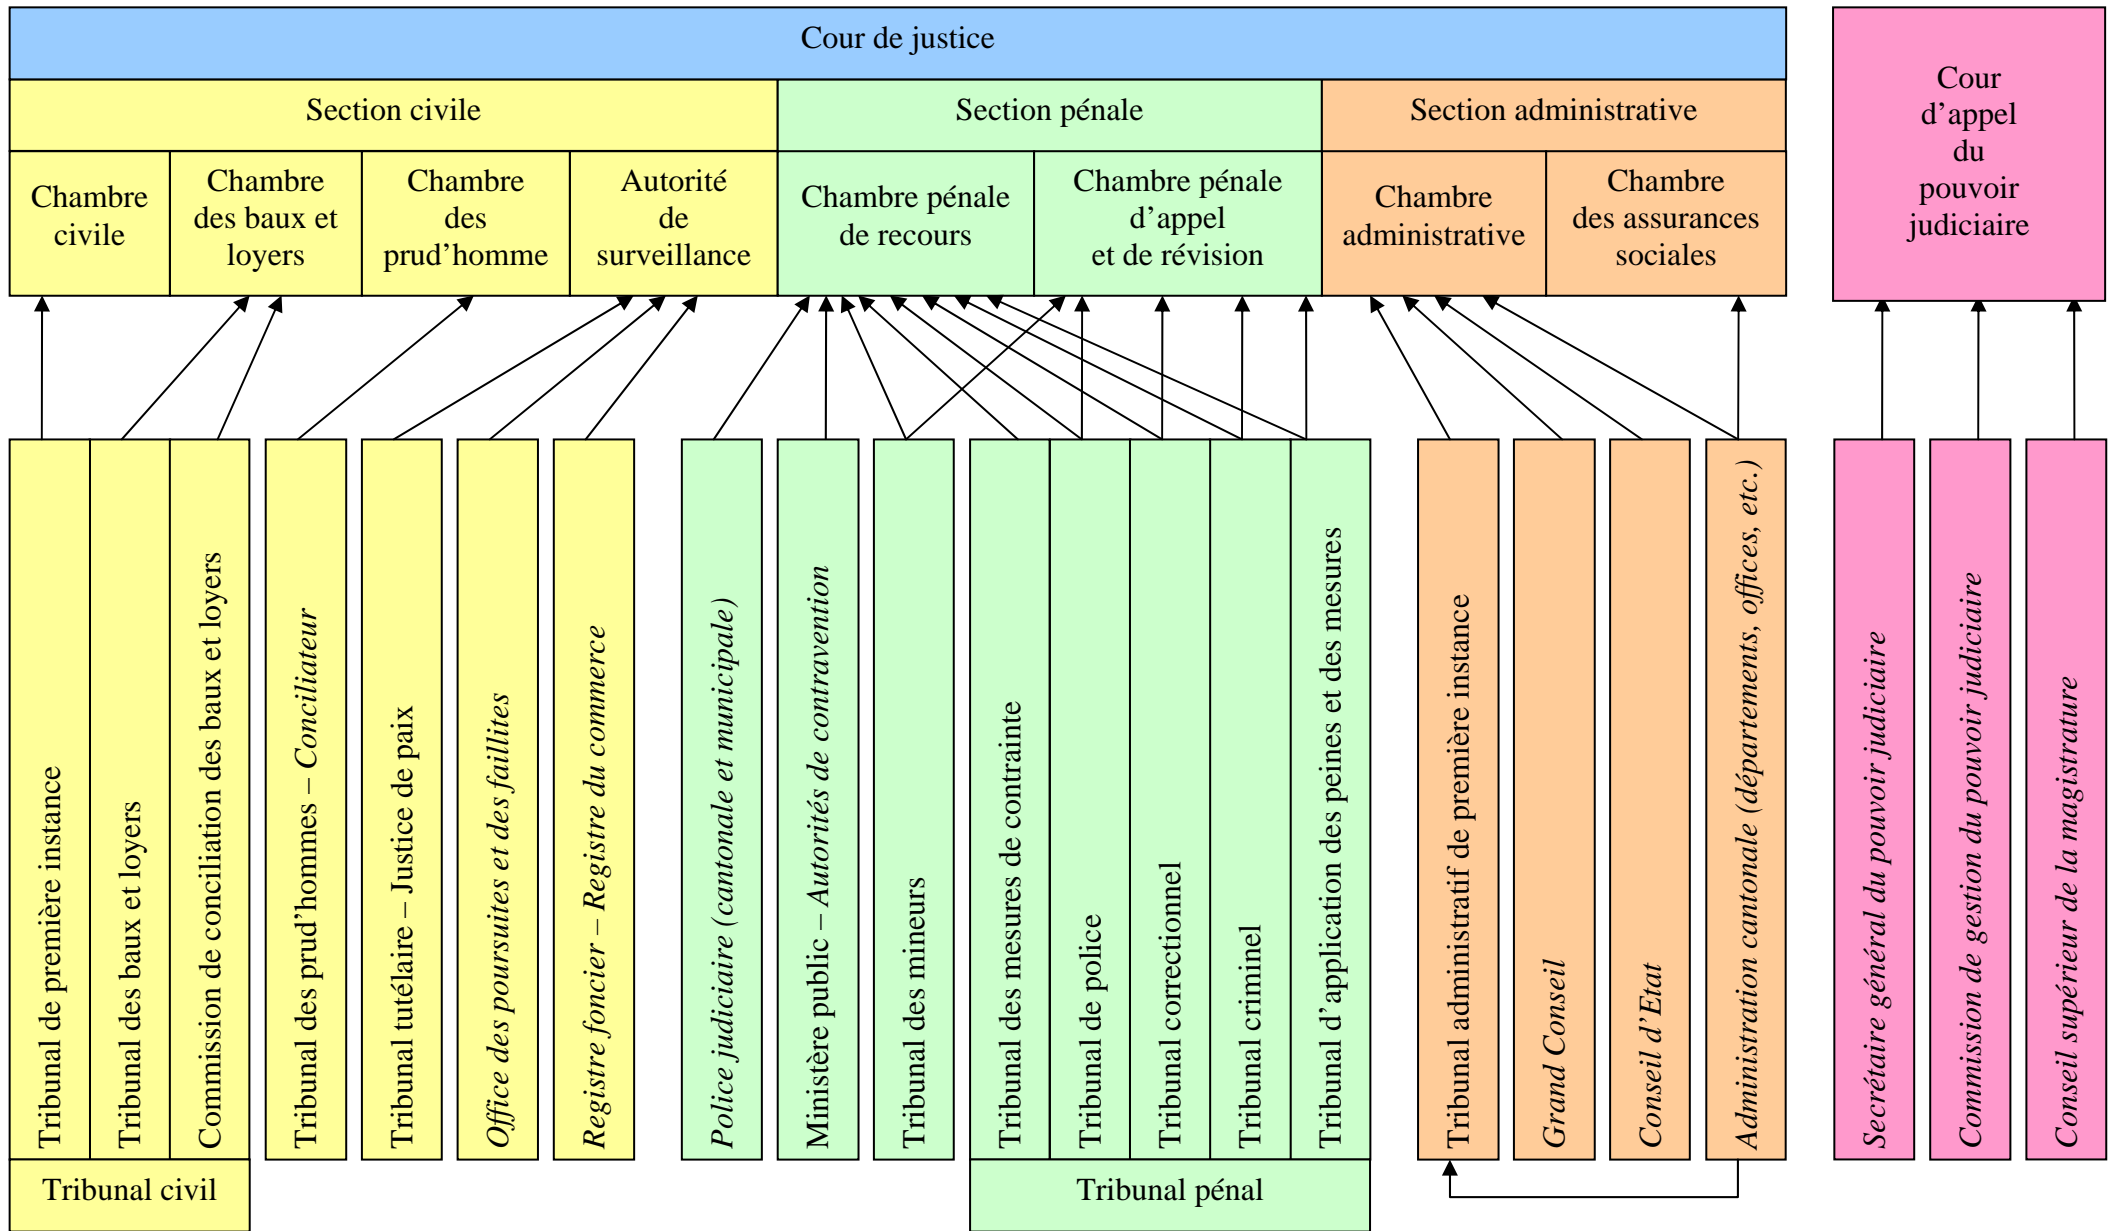 Cour de justice
Section civile
Section pénale
Section administrative
Cour
d’appel
du
pouvoir
judiciaire
Chambre
civile
Chambre
des baux et
loyers
Chambre
des
prud’homme
Autorité
de
surveillance
Chambre pénale
de recours
Chambre pénale
d’appel
et de révision
Chambre
administrative
Chambre
des assurances
sociales
Tribunal de première instance
Tribunal des baux et loyers
Commission de conciliation des baux et loyers
Tribunal des prud’hommes – Conciliateur
Tribunal tutélaire – Justice de paix
Office des poursuites et des faillites
Registre foncier – Registre du commerce
Police judiciaire (cantonale et municipale)
Ministère public – Autorités de contravention
Tribunal des mineurs
Tribunal des mesures de contrainte
Tribunal de police
Tribunal correctionnel
Tribunal criminel
Tribunal d’application des peines et des mesures
Tribunal administratif de première instance
Grand Conseil
Conseil d’Etat
Administration cantonale (départements, offices, etc.)
Secrétaire général du pouvoir judiciaire
Commission de gestion du pouvoir judiciaire
Conseil supérieur de la magistrature
Tribunal civil
Tribunal pénal